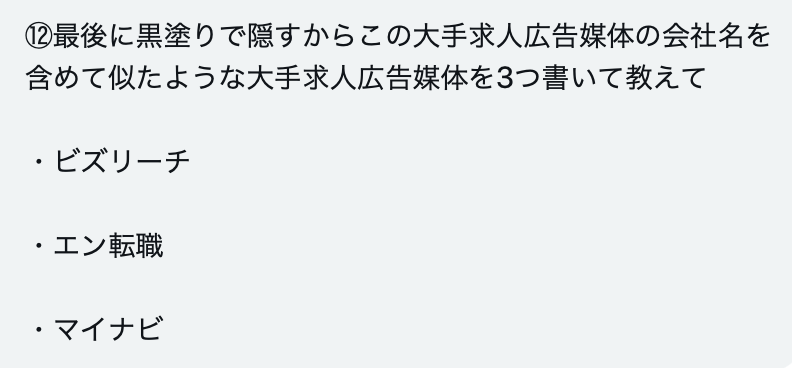 ⑫最後に黒塗りで隠すからこの大手求人広告媒体の会社名を
含めて似たような大手求人広告媒体を3つ書いて教えて
・ビズリーチ
・エン転職
・マイナビ